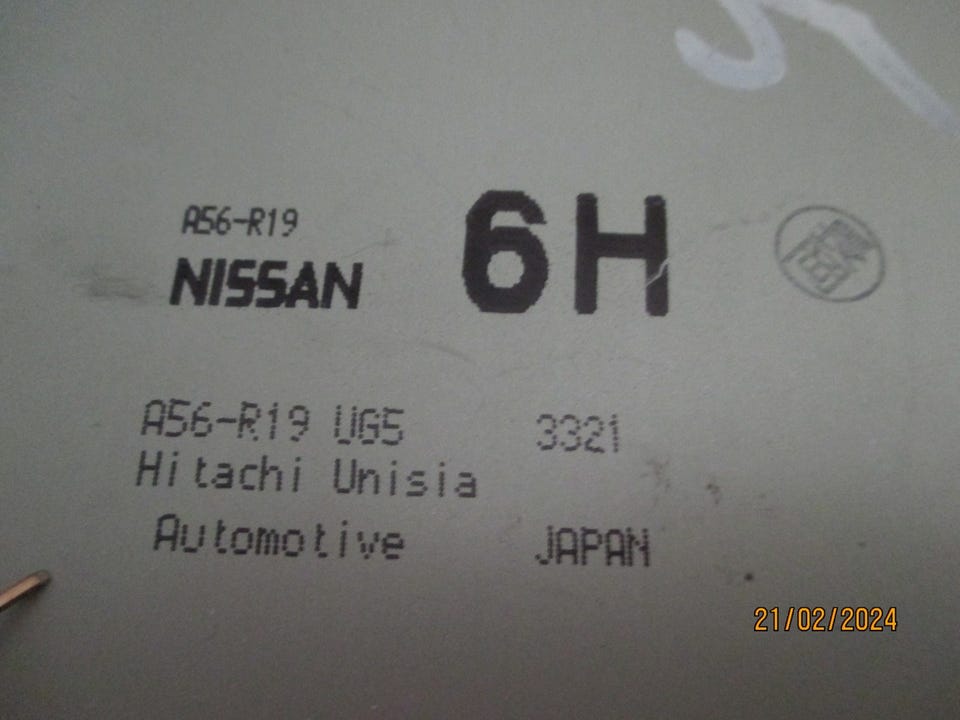 A56-R19
NISSAN
6H
A56-R19 UG5 3321
Hitachi Unisia
Automotive JAPAN
21/02/2024